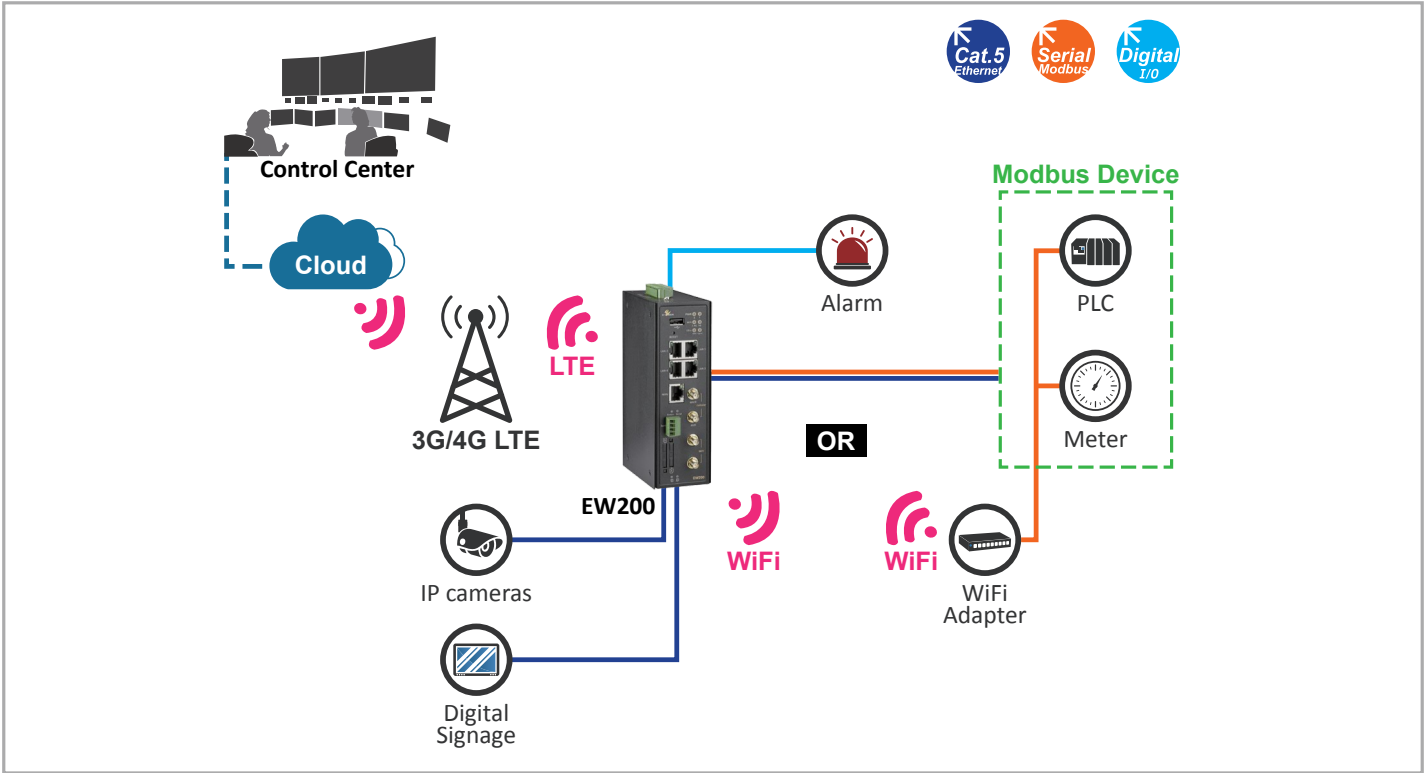 Cat.5
Ethernet
Serial
Modbus
Digital
I/O
Control Center
Modbus Device
Cloud
Alarm
PLC
LTE
3G/4G LTE
OR
Meter
EW200
WiFi
WiFi
IP cameras
WiFi
Adapter
Digital
Signage